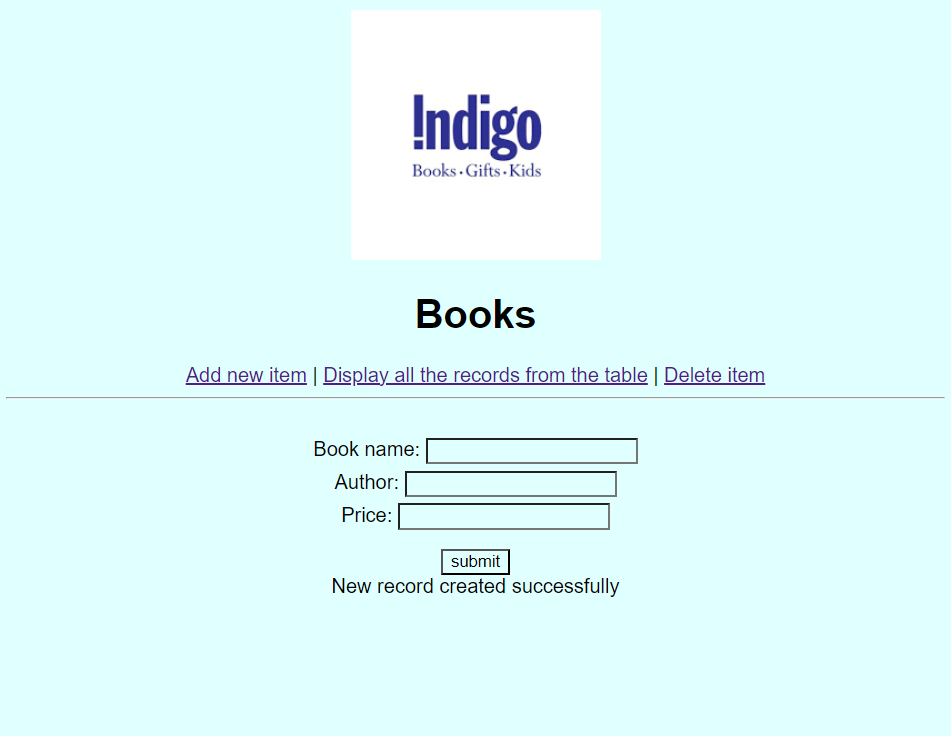 Indigo
Books • Gifts • Kids
Books
Add new item | Display all the records from the table | Delete item
Book name:
Author:
Price:
submit
New record created successfully